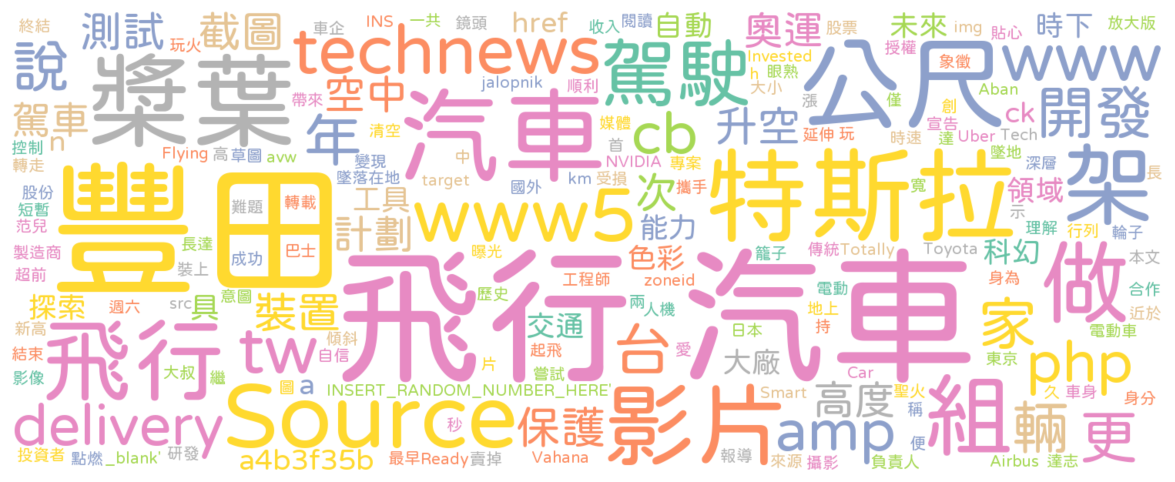 終結
測試
玩火
截圖
車企
INS
一共
鏡頭
href
收入
閱讀
自動
奧運
股票
未來
img
授權
貼心
時下
放大版
說
槳葉
technews
空中
jalopnik
順利
駕駛
Invested
h
眼熟
大小
公尺
象徵
www
Aban
ck
開發
駕車
n
帶來
清空
年
汽車
媒體
首
cb
升空
漲
延伸
玩
僅
宣告
創
時速
達
Uber
Tech
墜地
控制
轉走
Flying
高
草圖
avw
變現
墜落在地
中
target
國外
km
NVIDIA
受損
專案
攜手
次
特斯拉
寬
深層
領域
示
架
長
股份
短暫
范兒
豐田
難題
轉載
成功
巴士
工具
計劃
www5
能力
理解
行列
輪子
製造商
超前
長達
裝上
曝光
色彩
籠子
傳統
Totally
Toyota
科幻
本文
做
探索
src
具
意圖
裝置
飛行汽車
工程師
zoneid
身為
合作
近於
新高
週六
傾斜
歷史
交通
兩
人機
日本
地上
電動
持
家
電動車
結束
影像
飛行
大叔
繼
tw
自信
片
起飛
嘗試
台
愛
大廠
Car
東京
php
圖
a
INSERT_RANDOM_NUMBER_HERE'
Smart
聖火
久
車身
身分
delivery
Source
秒
保護
影片
amp
高度
稱
便
組
輛
更
投資者
點燃
_blank'
研發
a4b3f35b
最早
Ready
賣掉
Vahana
報導
來源
攝影
負責人
Airbus
達志